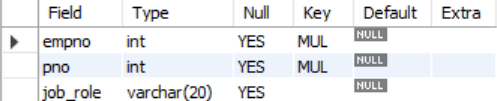 Field Type Null Key Default Extra
empno int YES MUL NULL
pno int YES MUL NULL
job_role varchar(20) YES NULL